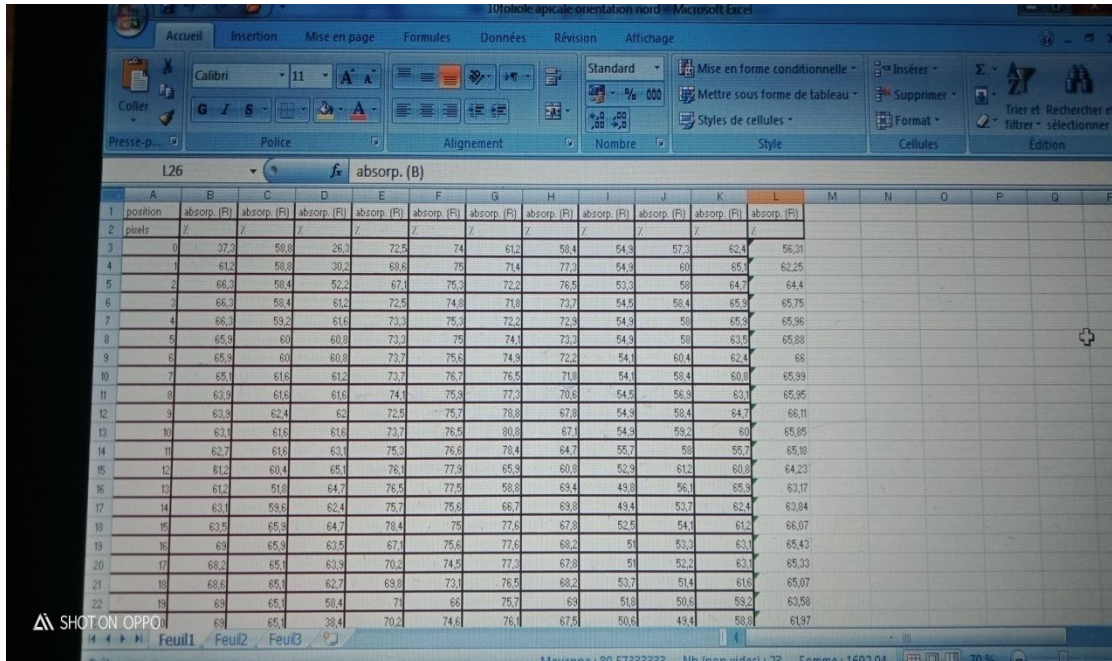 10foliole apicale orientation nord - Microsoft Excel
Accueil Insertion Mise en page Formules Données Révision Affichage
Calibri 11 A A Standard Mise en forme conditionnelle Insérer Σ
Coller G I S A % 000 Mettre sous forme de tableau Supprimer Trier et Rechercher e
Styles de cellules Format filtrer sélectionner
Presse-p... Police Alignement Nombre Style Cellules Édition
L26 fx absorp. (B)
A B C D E F G H I J K L M N O P Q
1 position absorp. (R) absorp. (R) absorp. (R) absorp. (R) absorp. (R) absorp. (R) absorp. (R) absorp. (R) absorp. (R) absorp. (R) absorp. (R)
2 pixels % % % % % % % % % % %
3 0 37,3 58,8 26,3 72,5 74 61,2 58,4 54,9 57,3 62,4 56,31
4 1 61,2 58,8 30,2 68,6 75 71,4 77,3 54,9 60 65,1 62,25
5 2 66,3 58,4 52,2 67,1 75,3 72,2 76,5 53,3 58 64,7 64,4
6 3 66,3 58,4 61,2 72,5 74,8 71,8 73,7 54,5 58,4 65,9 65,75
7 4 66,3 59,2 61,6 73,3 75,3 72,2 72,9 54,9 58 65,9 65,96
8 5 65,9 60 60,8 73,3 75 74,1 73,3 54,9 58 63,5 65,88
9 6 65,9 60 60,8 73,7 75,6 74,9 72,2 54,1 60,4 62,4 66
10 7 65,1 61,6 61,2 73,7 76,7 76,5 71,8 54,1 58,4 60,8 65,99
11 8 63,9 61,6 61,6 74,1 75,9 77,3 70,6 54,5 56,9 63,1 65,95
12 9 63,9 62,4 62 72,5 75,7 78,8 67,8 54,9 58,4 64,7 66,11
13 10 63,1 61,6 61,6 73,7 76,5 80,8 67,1 54,9 59,2 60 65,85
14 11 62,7 61,6 63,1 75,3 76,6 78,4 64,7 55,7 58 55,7 65,18
15 12 61,2 60,4 65,1 76,1 77,9 65,9 60,8 52,9 61,2 60,8 64,23
16 13 61,2 51,8 64,7 76,5 77,5 58,8 69,4 49,8 56,1 65,9 63,17
17 14 63,1 59,6 62,4 75,7 75,6 66,7 69,8 49,4 53,7 62,4 63,84
18 15 63,5 65,9 64,7 78,4 75 77,6 67,8 52,5 54,1 61,2 66,07
19 16 69 65,9 63,5 67,1 75,6 77,6 68,2 51 53,3 63,1 65,43
20 17 68,2 65,1 63,9 70,2 74,5 77,3 67,8 51 52,2 63,1 65,33
21 18 68,6 65,1 62,7 69,8 73,1 76,5 68,2 53,7 51,4 61,6 65,07
22 19 69 65,1 58,4 71 66 75,7 69 51,8 50,6 59,2 63,58
69 65,1 38,4 70,2 74,6 76,1 67,5 50,6 49,4 58,8 61,97
SHOT ON OPPO
Feuil1 Feuil2 Feuil3
70 %